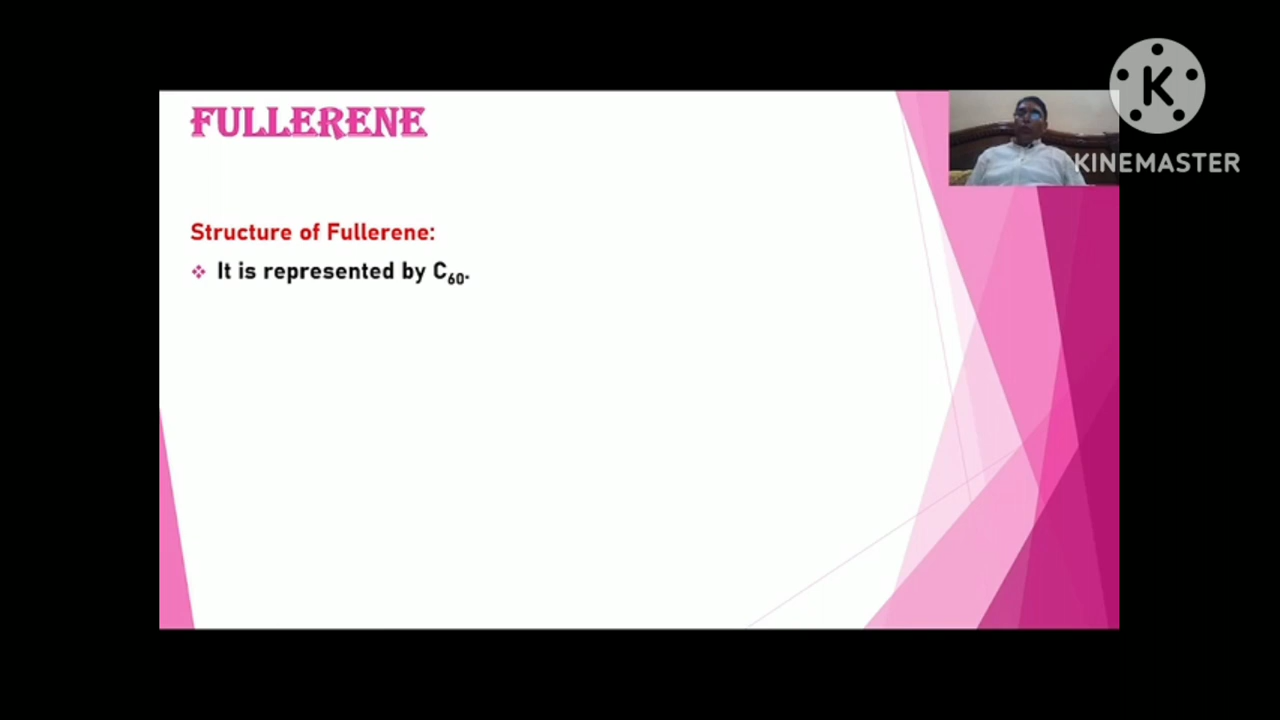 FULLERENE
KINEMASTER
Structure of Fullerene:
❖ It is represented by C₆₀.